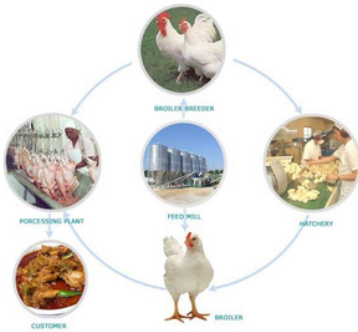 BROILER BREEDER
PORCESSING PLANT
FEED MILL
HATCHERY
BROILER
CUSTOMER